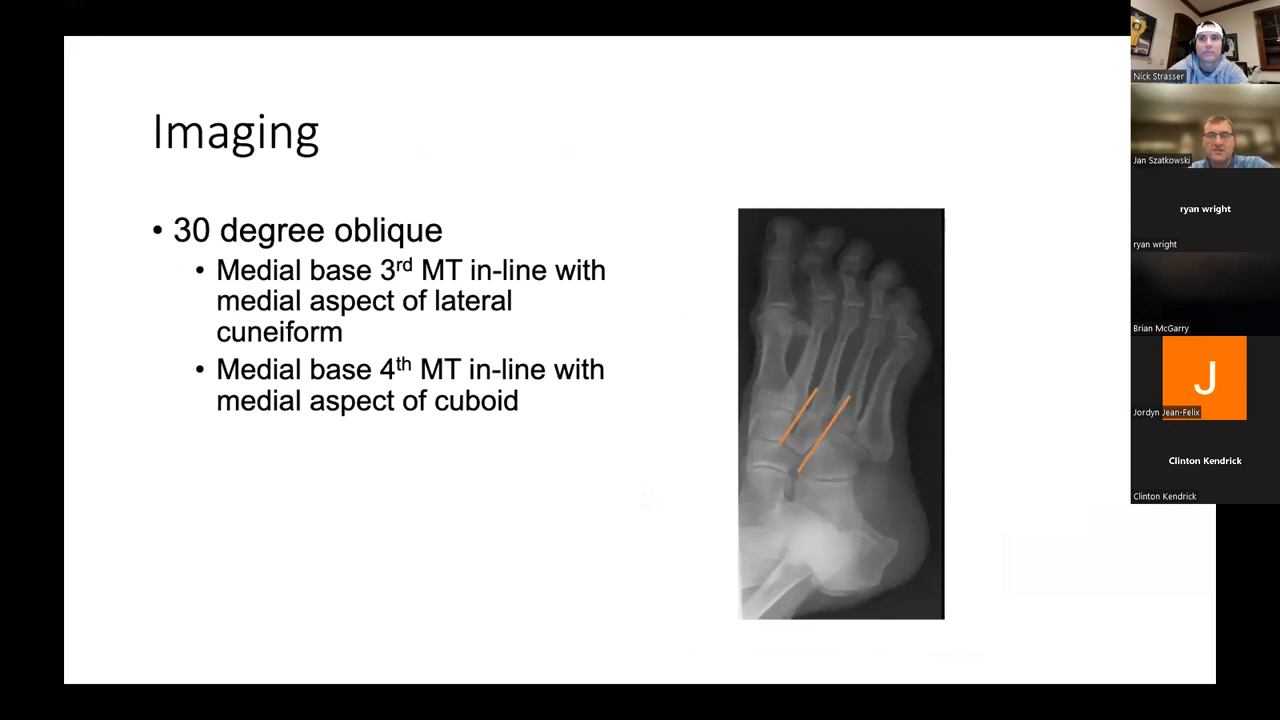 Imaging
• 30 degree oblique
• Medial base 3rd MT in-line with
medial aspect of lateral
cuneiform
• Medial base 4th MT in-line with
medial aspect of cuboid
Nick Strasser
Jan Szatkowski
ryan wright
ryan wright
Brian McGarry
J
Jordyn Jean-Felix
Clinton Kendrick
Clinton Kendrick